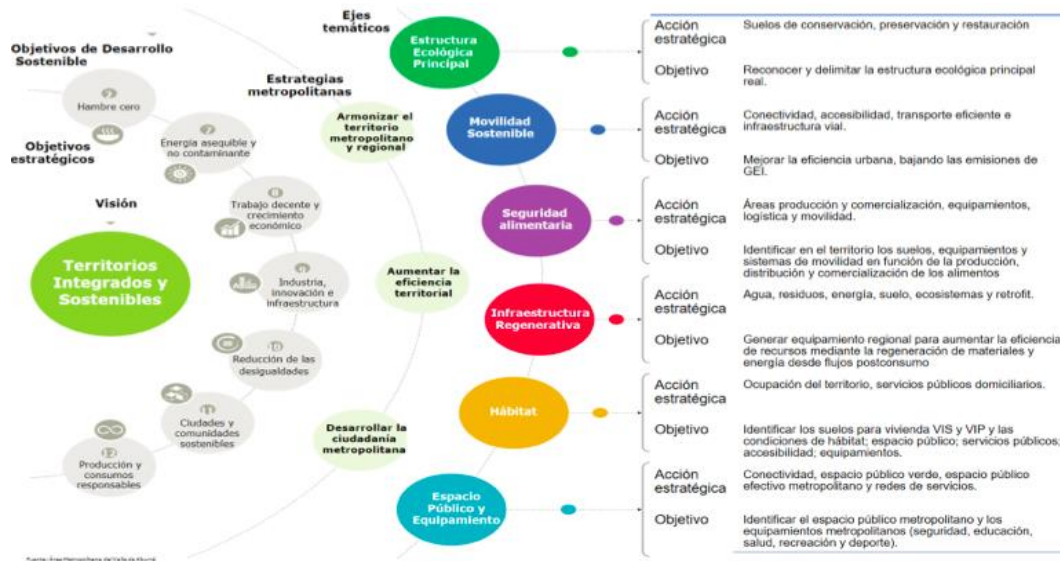 Ejes
temáticos
Objetivos de Desarrollo
Sostenible
Estrategias
metropolitanas
Objetivos
estratégicos
Visión
Territorios
Integrados y
Sostenibles
Hambre cero
Energía asequible y
no contaminante
Trabajo decente y
crecimiento
económico
Industria,
innovación e
infraestructura
Reducción de las
desigualdades
Ciudades y
comunidades
sostenibles
Producción y
consumos
responsables
Armonizar el
territorio
metropolitano
y regional
Aumentar la
eficiencia
territorial
Desarrollar la
ciudadanía
metropolitana
Estructura
Ecológica
Principal
Acción
estratégica
Suelos de conservación, preservación y restauración
Objetivo
Reconocer y delimitar la estructura ecológica principal
real.
Movilidad
Sostenible
Acción
estratégica
Conectividad, accesibilidad, transporte eficiente e
infraestructura vial.
Objetivo
Mejorar la eficiencia urbana, bajando las emisiones de
GEI.
Seguridad
alimentaria
Acción
estratégica
Áreas producción y comercialización, equipamientos,
logística y movilidad.
Objetivo
Identificar en el territorio los suelos, equipamientos y
sistemas de movilidad en función de la producción,
distribución y comercialización de los alimentos
Infraestructura
Regenerativa
Acción
estratégica
Agua, residuos, energía, suelo, ecosistemas y retrofit.
Objetivo
Generar equipamiento regional para aumentar la eficiencia
de recursos mediante la regeneración de materiales y
energía desde flujos postconsumo
Hábitat
Acción
estratégica
Ocupación del territorio, servicios públicos domiciliarios.
Objetivo
Identificar los suelos para vivienda VIS y VIP y las
condiciones de hábitat; espacio público; servicios públicos;
accesibilidad; equipamientos.
Espacio
Público y
Equipamiento
Acción
estratégica
Conectividad, espacio público verde, espacio público
efectivo metropolitano y redes de servicios.
Objetivo
Identificar el espacio público metropolitano y los
equipamientos metropolitanos (seguridad, educación,
salud, recreación y deporte).
Fuente: Área Metropolitana del Valle de Aburrá